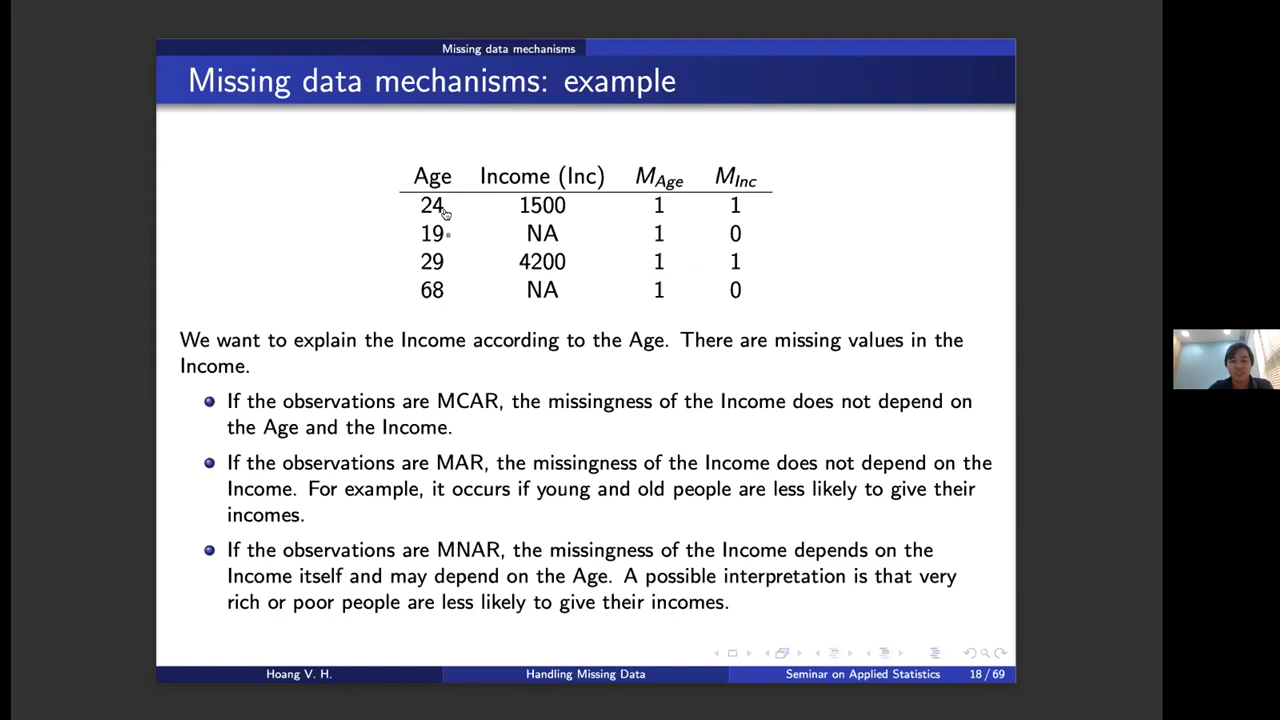 Missing data mechanisms
Missing data mechanisms: example
Age Income (Inc) M_Age M_Inc
24 1500 1 1
19 NA 1 0
29 4200 1 1
68 NA 1 0
We want to explain the Income according to the Age. There are missing values in the
Income.
If the observations are MCAR, the missingness of the Income does not depend on
the Age and the Income.
If the observations are MAR, the missingness of the Income does not depend on the
Income. For example, it occurs if young and old people are less likely to give their
incomes.
If the observations are MNAR, the missingness of the Income depends on the
Income itself and may depend on the Age. A possible interpretation is that very
rich or poor people are less likely to give their incomes.
Hoang V. H. Handling Missing Data Seminar on Applied Statistics 18 / 69